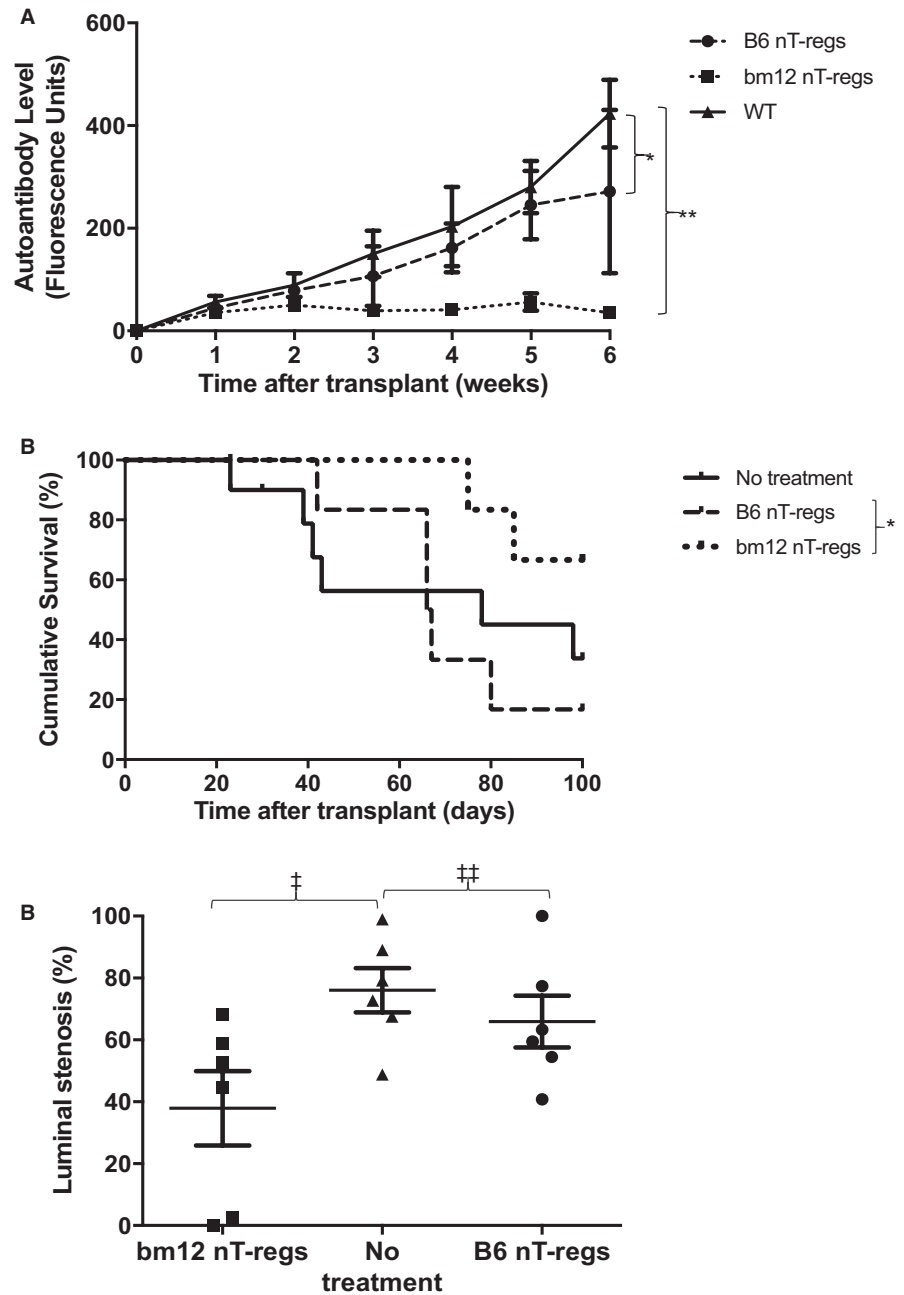 A
Autoantibody Level
(Fluorescence Units)
600
400
200
0
0 1 2 3 4 5 6
Time after transplant (weeks)
B6 nT-regs
bm12 nT-regs
WT
*
**
B
Cumulative Survival (%)
100
80
60
40
20
0
0 20 40 60 80 100
Time after transplant (days)
No treatment
B6 nT-regs
bm12 nT-regs
*
B
Luminal stenosis (%)
100
80
60
40
20
0
‡
‡‡
bm12 nT-regs No treatment B6 nT-regs